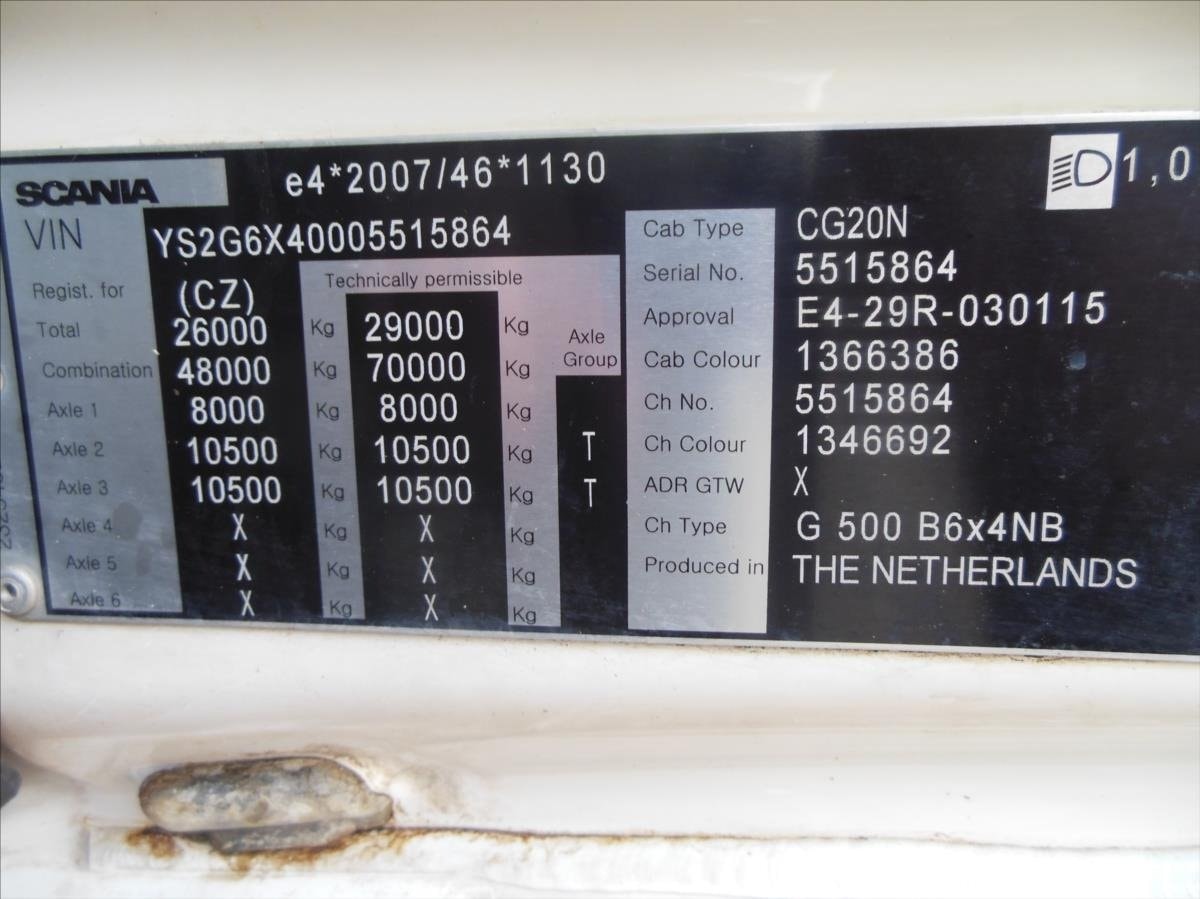 SCANIA e4*2007/46*1130 1,0
VIN YS2G6X40005515864
Technically permissible
Regist. for (CZ)
Total 26000 Kg 29000 Kg
Axle Group
Combination 48000 Kg 70000 Kg
Axle 1 8000 Kg 8000 Kg
Axle 2 10500 Kg 10500 Kg T
Axle 3 10500 Kg 10500 Kg T
Axle 4 X Kg X Kg
Axle 5 X Kg X Kg
Axle 6 X Kg X Kg
Cab Type CG20N
Serial No. 5515864
Approval E4-29R-030115
Cab Colour 1366386
Ch No. 5515864
Ch Colour 1346692
ADR GTW X
Ch Type G 500 B6x4NB
Produced in THE NETHERLANDS